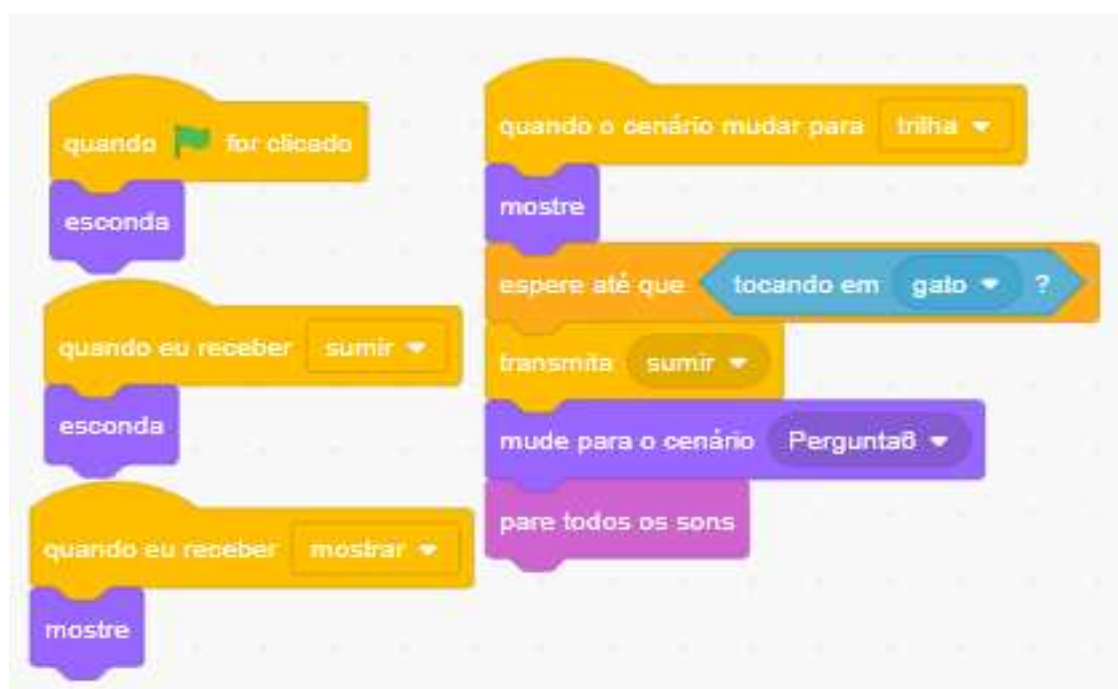 quando for clicado
esconda
quando eu receber sumir
esconda
quando eu receber mostrar
mostre
quando o cenário mudar para trilha
mostre
espere até que tocando em gato ?
transmita sumir
mude para o cenário Pergunta6
pare todos os sons